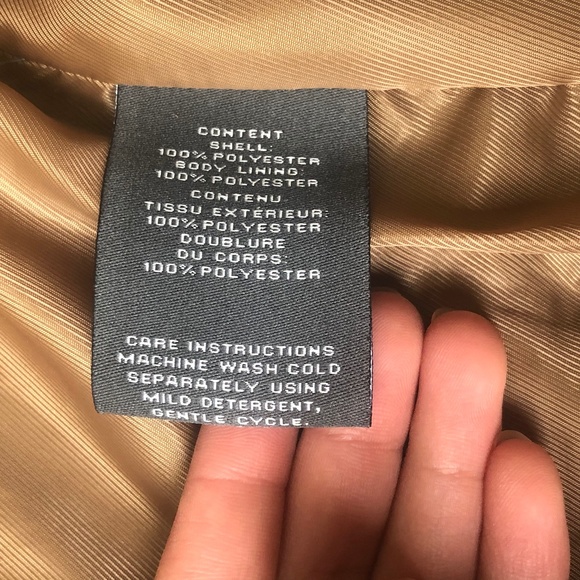 CONTENT
SHELL:
100% POLYESTER
BODY LINING:
100% POLYESTER
CONTENU
TISSU EXTÉRIEUR:
100% POLYESTER
DOUBLURE
DU CORPS:
100% POLYESTER
CARE INSTRUCTIONS
MACHINE WASH COLD
SEPARATELY USING
MILD DETERGENT,
GENTLE CYCLE.